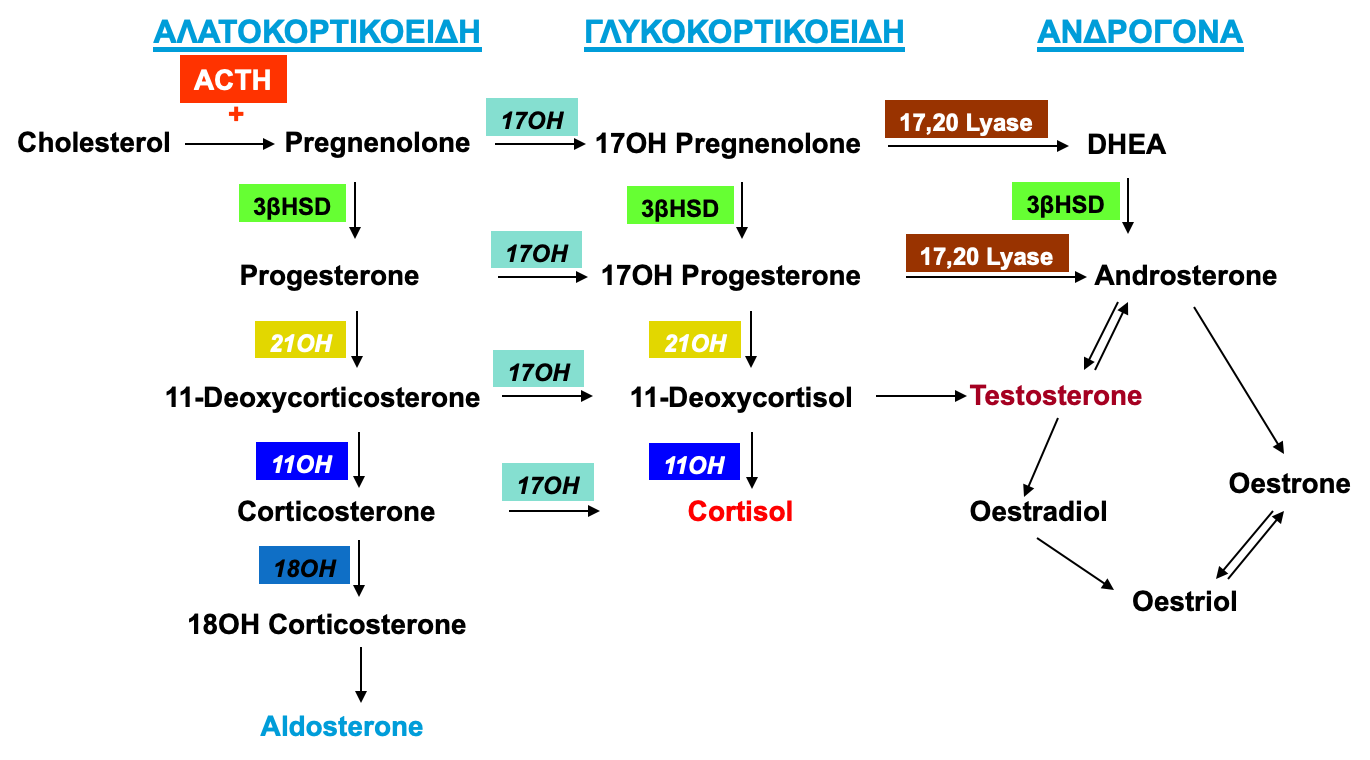 ΑΛΑΤΟΚΟΡΤΙΚΟΕΙΔΗ
ΓΛΥΚΟΚΟΡΤΙΚΟΕΙΔΗ
ΑΝΔΡΟΓΟΝΑ
ACTH
+
17OH
17,20 Lyase
Cholesterol
Pregnenolone
17OH Pregnenolone
DHEA
3βHSD
3βHSD
3βHSD
17OH
17,20 Lyase
Progesterone
17OH Progesterone
Androsterone
21OH
21OH
17OH
11-Deoxycorticosterone
11-Deoxycortisol
Testosterone
11OH
11OH
17OH
Oestrone
Corticosterone
Cortisol
Oestradiol
18OH
Oestriol
18OH Corticosterone
Aldosterone